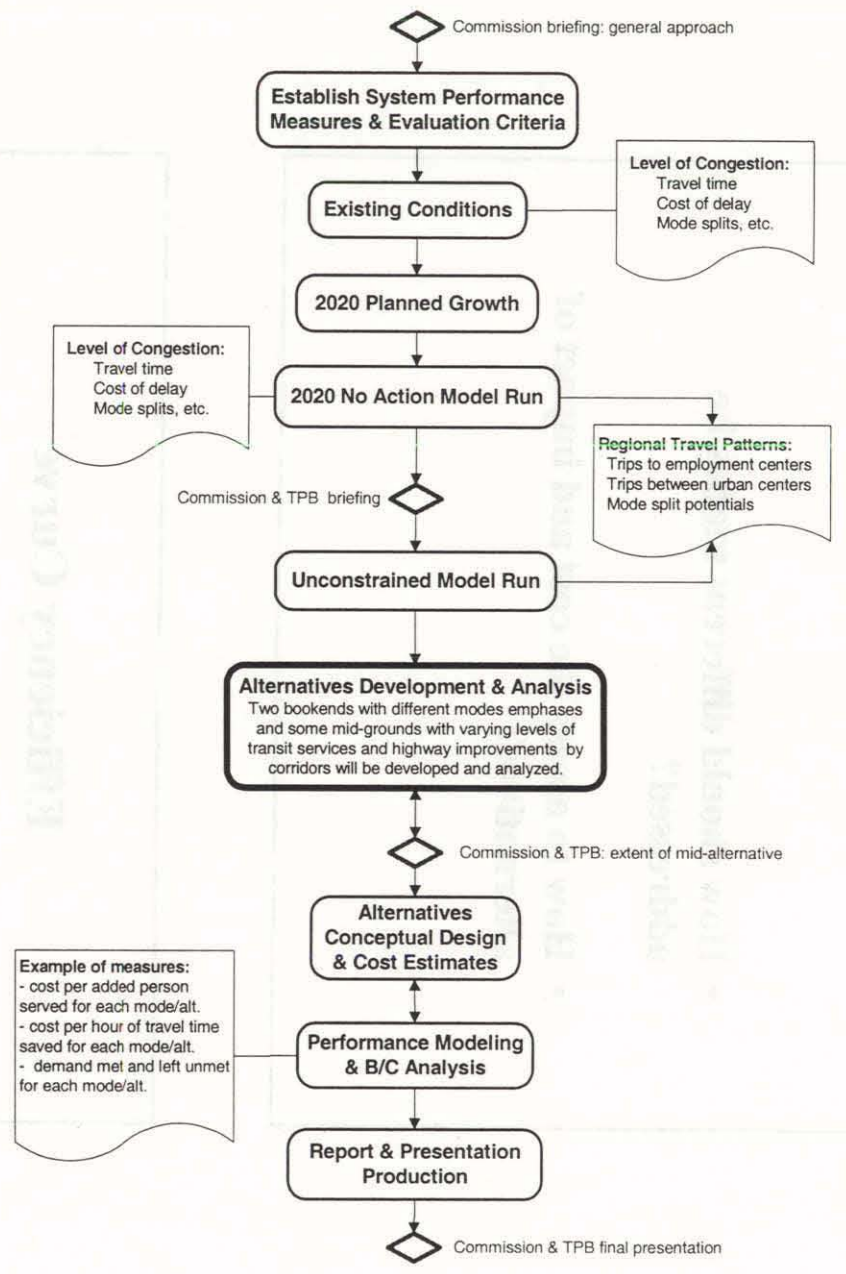 Commission briefing: general approach
Establish System Performance
Measures & Evaluation Criteria
Level of Congestion:
Travel time
Cost of delay
Mode splits, etc.
Existing Conditions
2020 Planned Growth
Level of Congestion:
Travel time
Cost of delay
Mode splits, etc.
2020 No Action Model Run
Regional Travel Patterns:
Trips to employment centers
Trips between urban centers
Mode split potentials
Commission & TPB briefing
Unconstrained Model Run
Alternatives Development & Analysis
Two bookends with different modes emphases
and some mid-grounds with varying levels of
transit services and highway improvements by
corridors will be developed and analyzed.
Commission & TPB: extent of mid-alternative
Alternatives
Conceptual Design
& Cost Estimates
Example of measures:
- cost per added person
served for each mode/alt.
- cost per hour of travel time
saved for each mode/alt.
- demand met and left unmet
for each mode/alt.
Performance Modeling
& B/C Analysis
Report & Presentation
Production
Commission & TPB final presentation